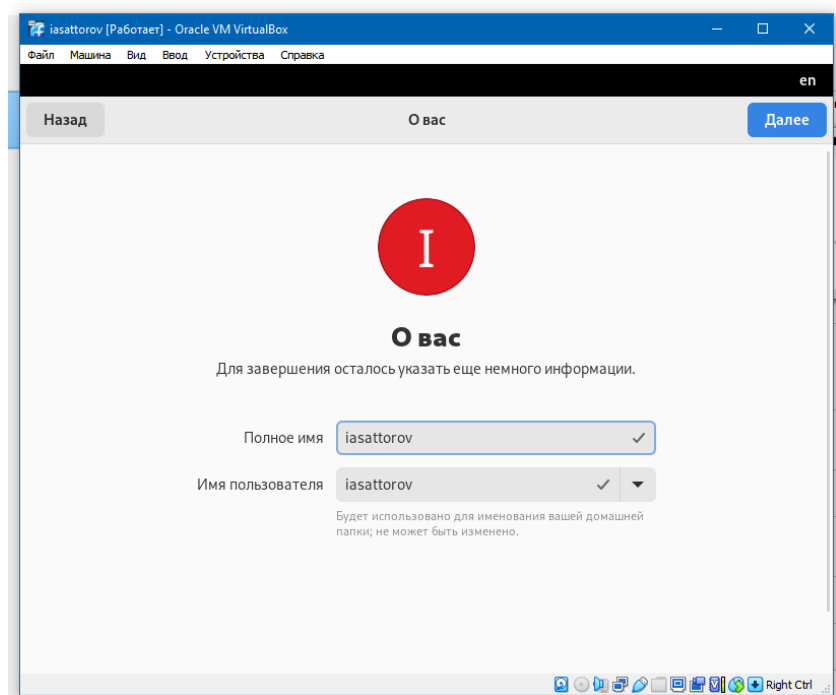 iasattorov [Работает] - Oracle VM VirtualBox
Файл Машина Вид Ввод Устройства Справка
en
Назад О вас Далее
I
О вас
Для завершения осталось указать еще немного информации.
Полное имя iasattorov
Имя пользователя iasattorov
Будет использовано для именования вашей домашней
папки; не может быть изменено.
Right Ctrl